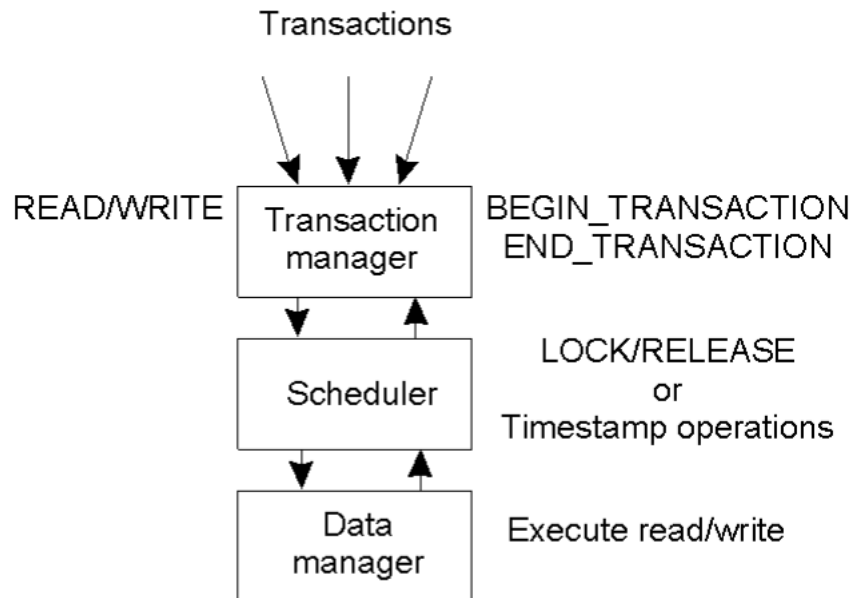 Transactions
READ/WRITE
Transaction
manager
BEGIN_TRANSACTION
END_TRANSACTION
Scheduler
LOCK/RELEASE
or
Timestamp operations
Data
manager
Execute read/write